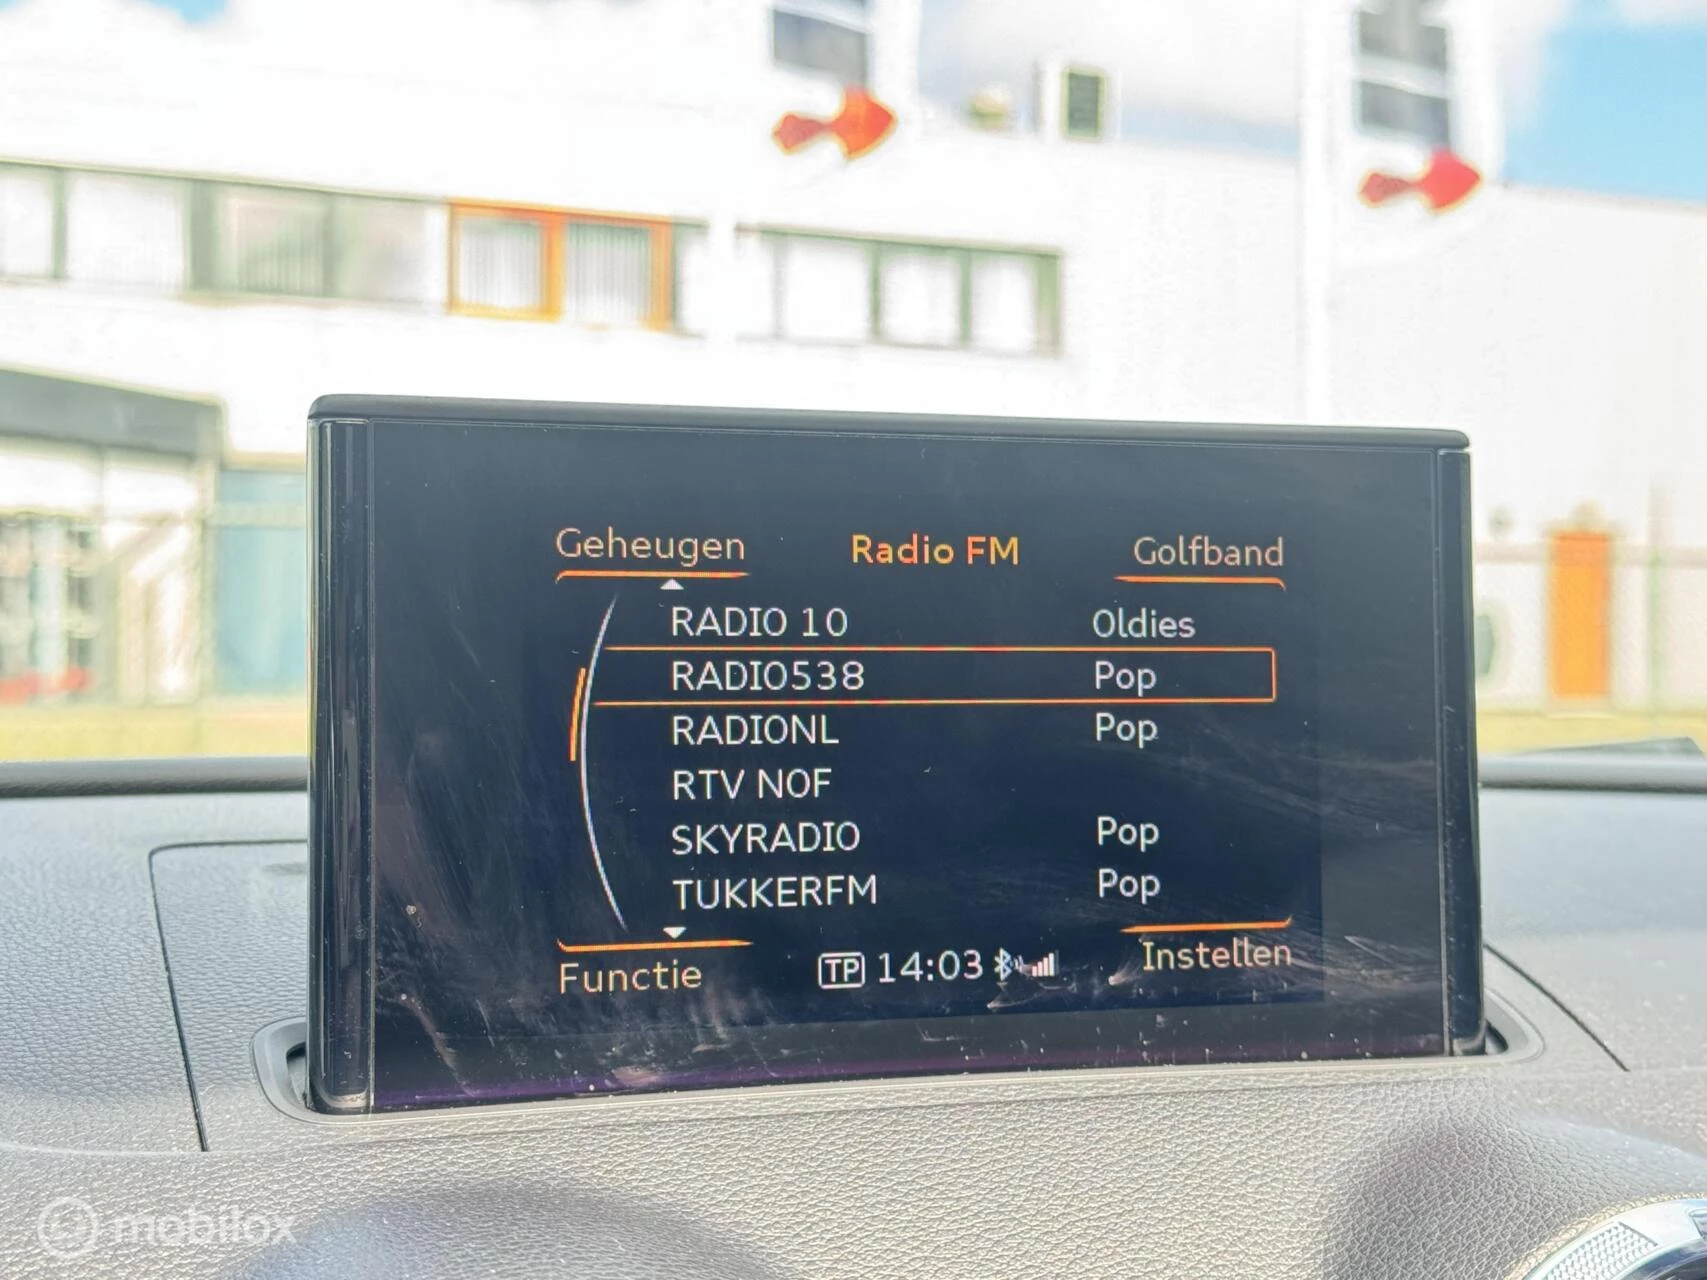 Geheugen Radio FM Golfband
RADIO 10 Oldies
RADIO538 Pop
RADIONL Pop
RTV NOF
SKYRADIO Pop
TUKKERFM Pop
Functie TP 14:03 Instellen
mobilox